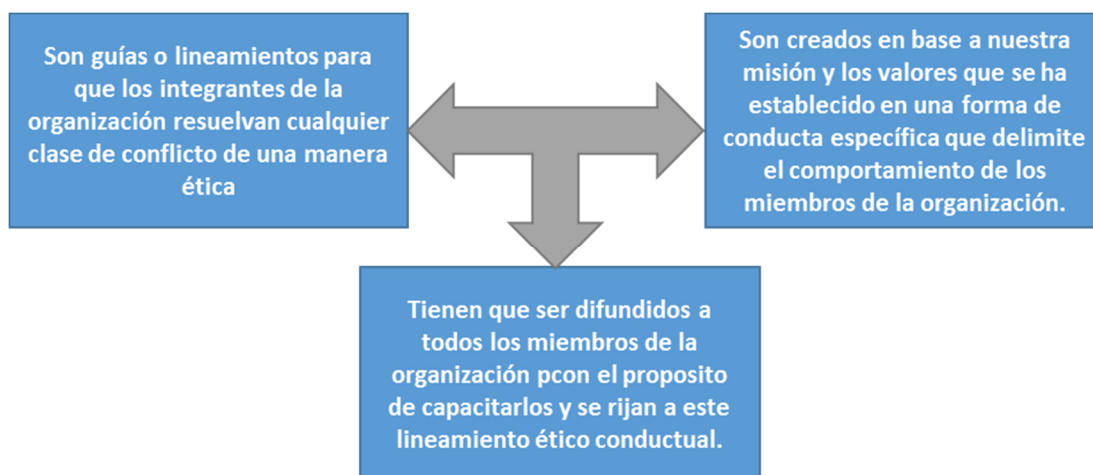 Son guías o lineamientos para
que los integrantes de la
organización resuelvan cualquier
clase de conflicto de una manera
ética
Son creados en base a nuestra
misión y los valores que se ha
establecido en una forma de
conducta específica que delimite
el comportamiento de los
miembros de la organización.
Tienen que ser difundidos a
todos los miembros de la
organización pcon el proposito
de capacitarlos y se rijan a este
lineamiento ético conductual.